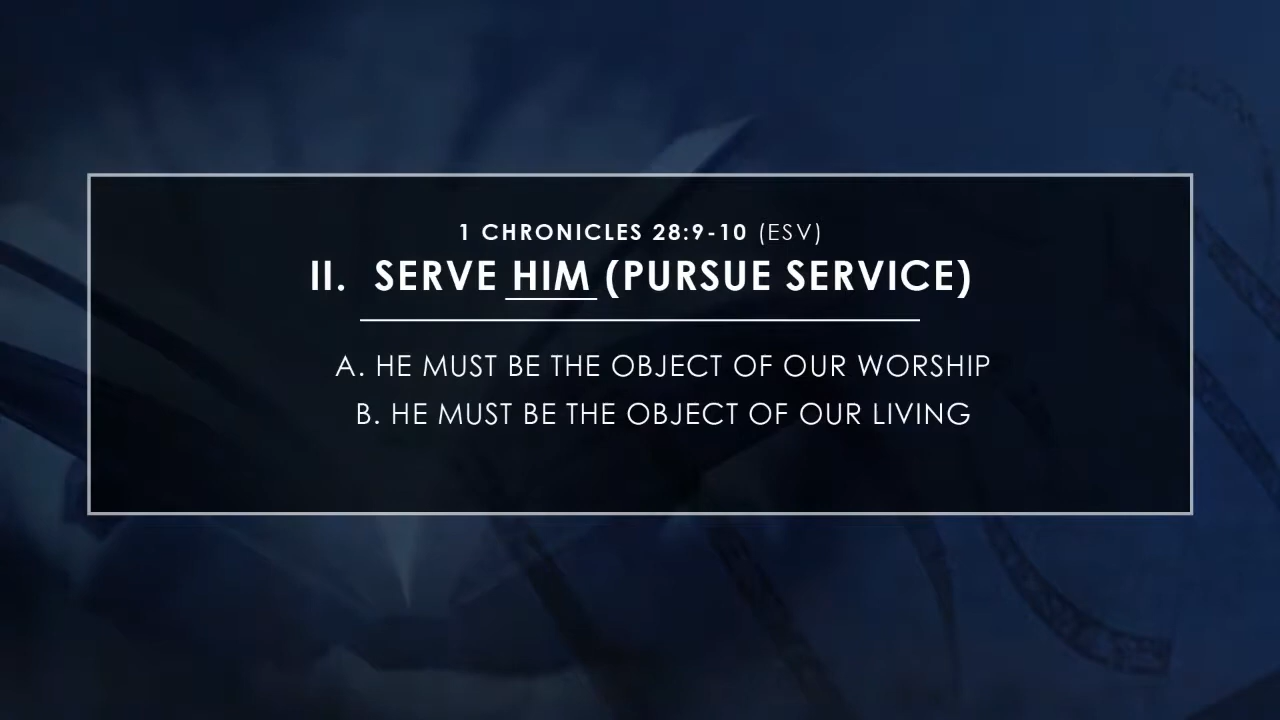 1 CHRONICLES 28:9-10 (ESV)
II. SERVE HIM (PURSUE SERVICE)
A. HE MUST BE THE OBJECT OF OUR WORSHIP
B. HE MUST BE THE OBJECT OF OUR LIVING